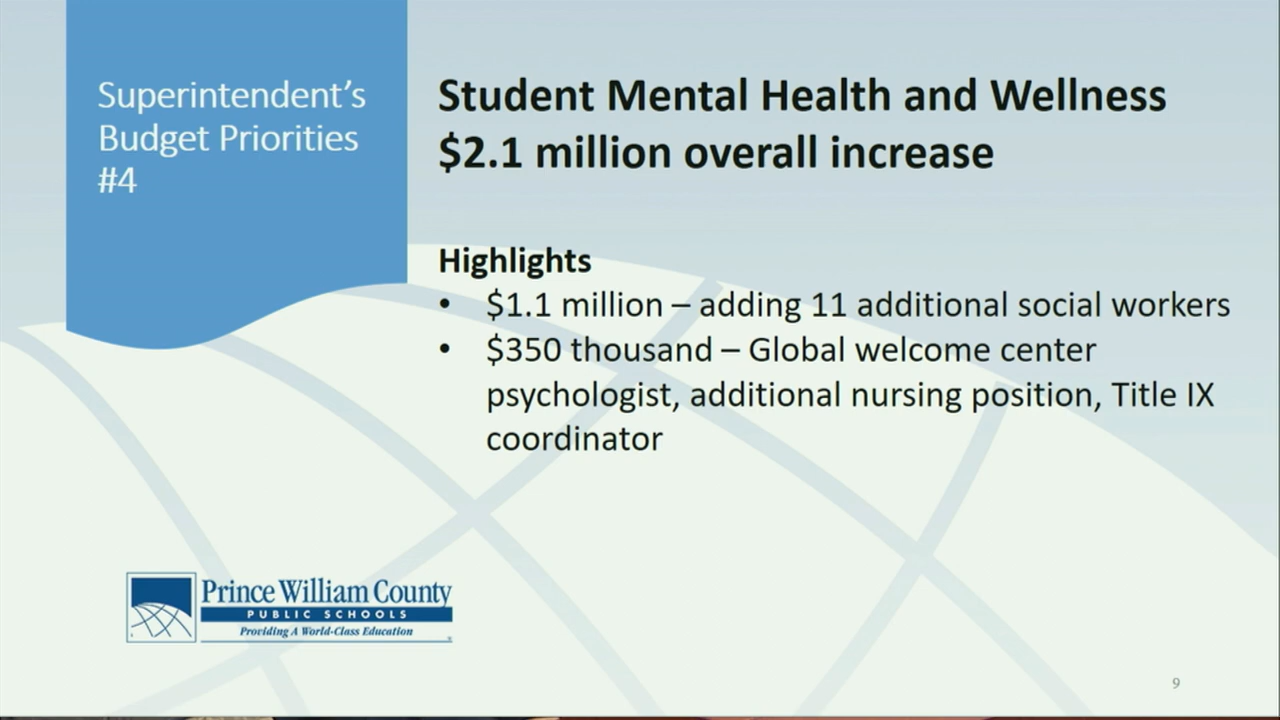 Superintendent's
Budget Priorities
#4
Student Mental Health and Wellness
$2.1 million overall increase
Highlights
• $1.1 million – adding 11 additional social workers
• $350 thousand – Global welcome center
psychologist, additional nursing position, Title IX
coordinator
Prince William County
PUBLIC SCHOOLS
Providing A World-Class Education
9